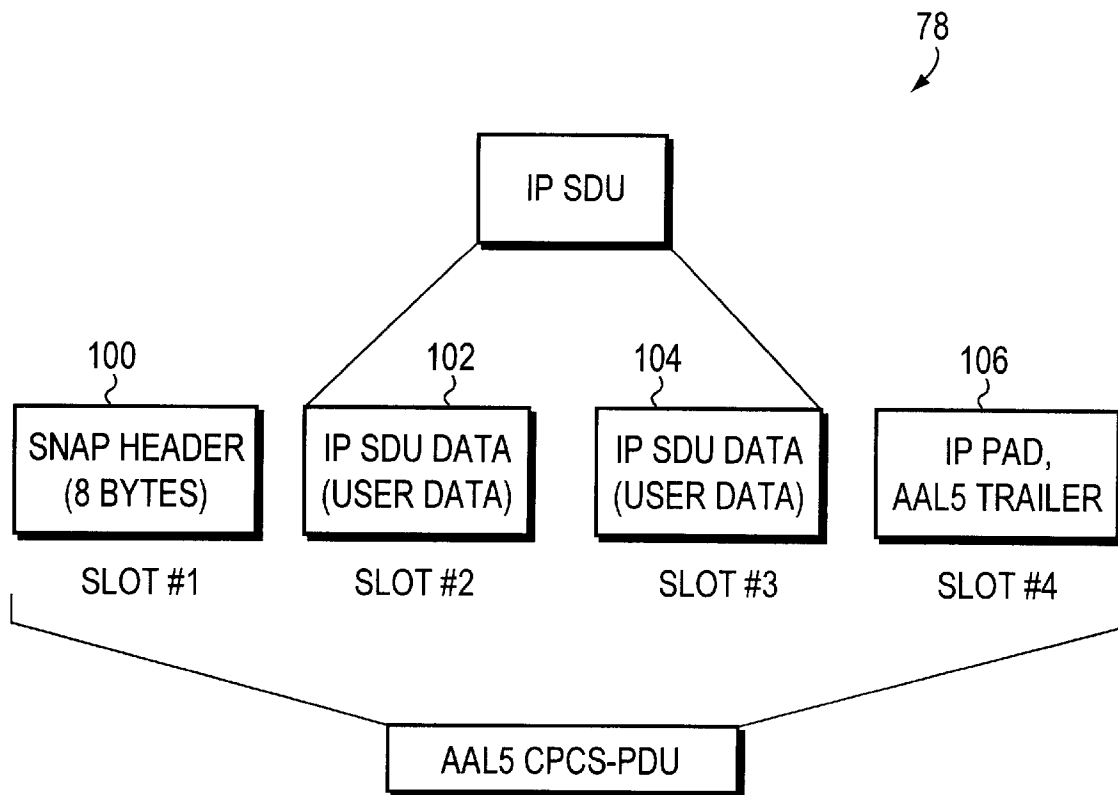 78
IP SDU
100
102
104
106
SNAP HEADER
(8 BYTES)
IP SDU DATA
(USER DATA)
IP SDU DATA
(USER DATA)
IP PAD,
AAL5 TRAILER
SLOT #1
SLOT #2
SLOT #3
SLOT #4
AAL5 CPCS-PDU